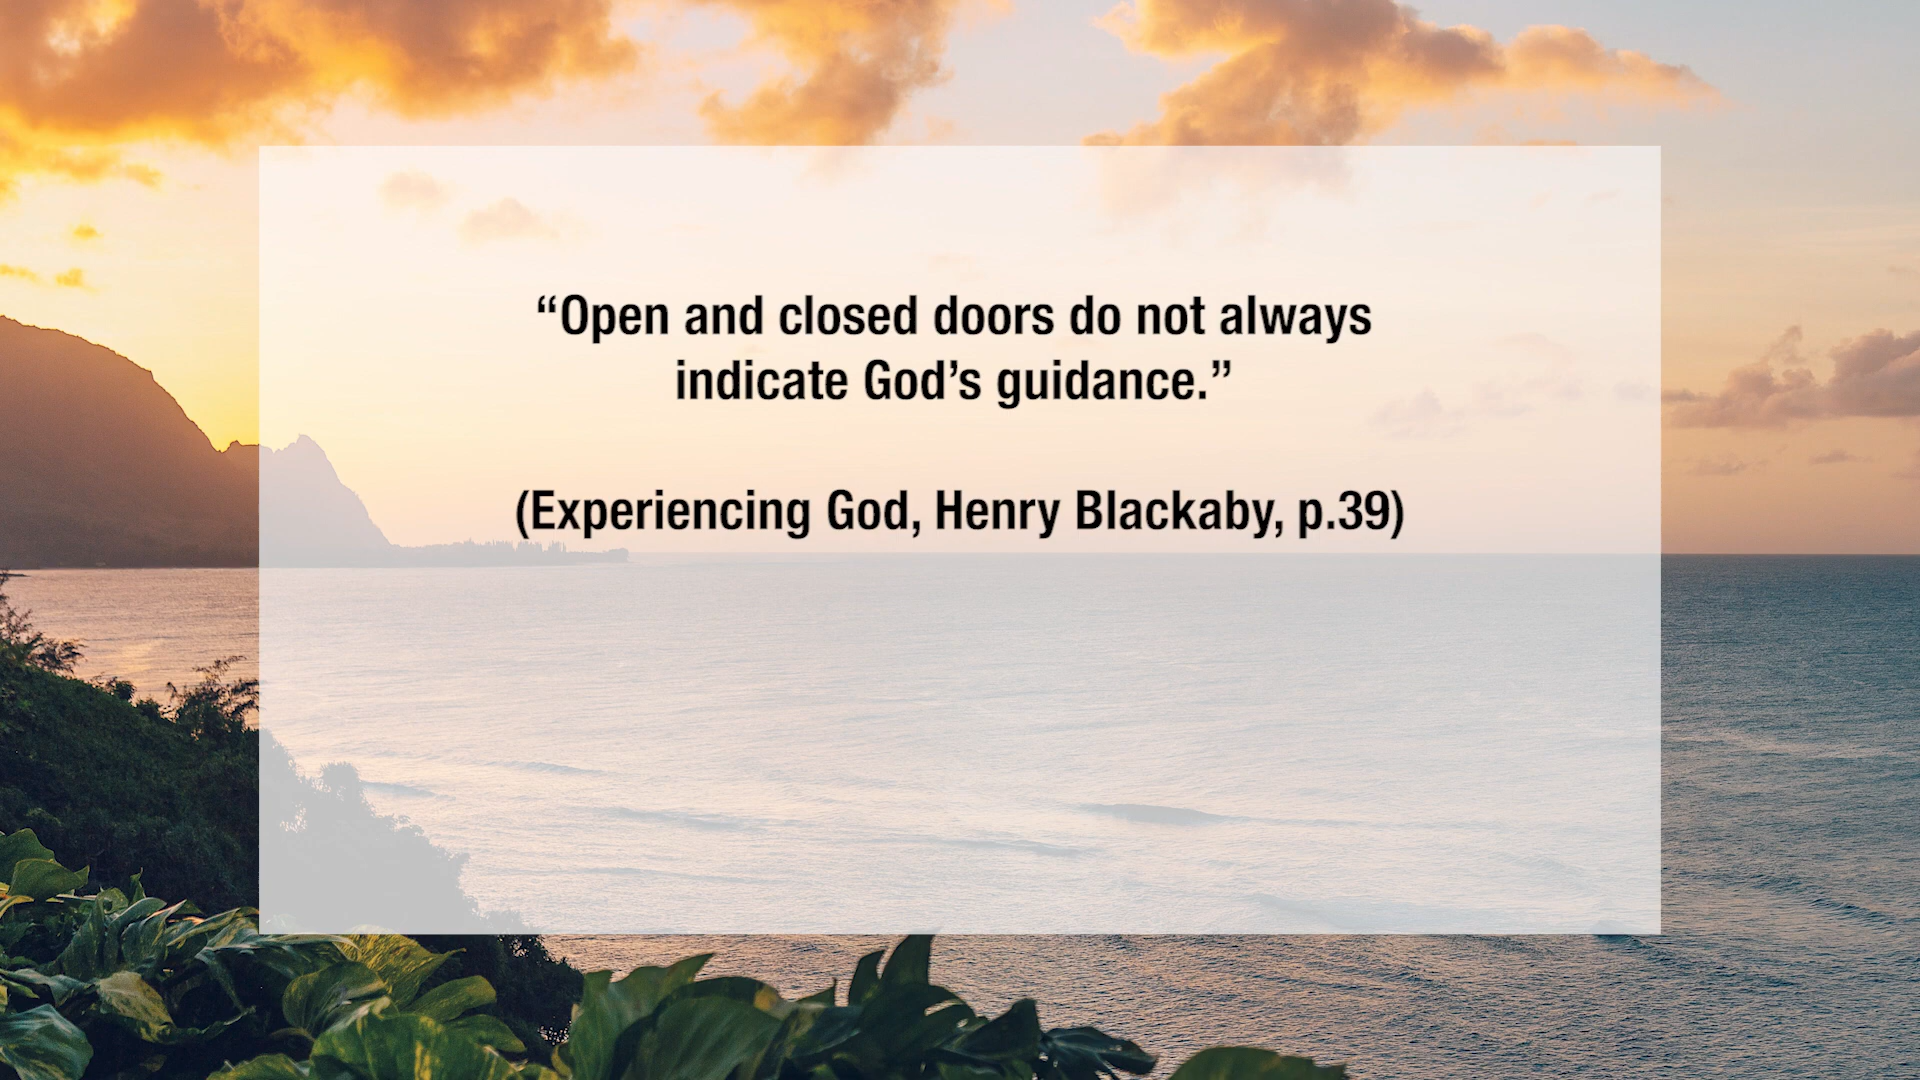 “Open and closed doors do not always
indicate God’s guidance.”
(Experiencing God, Henry Blackaby, p.39)